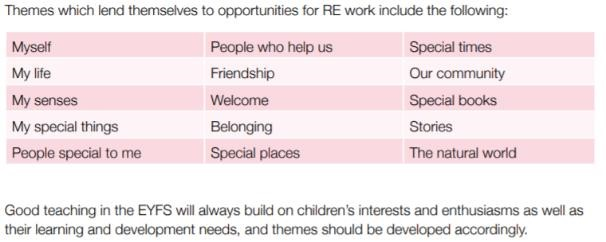 Themes which lend themselves to opportunities for RE work include the following:
Myself People who help us Special times
My life Friendship Our community
My senses Welcome Special books
My special things Belonging Stories
People special to me Special places The natural world
Good teaching in the EYFS will always build on children's interests and enthusiasms as well as
their learning and development needs, and themes should be developed accordingly.